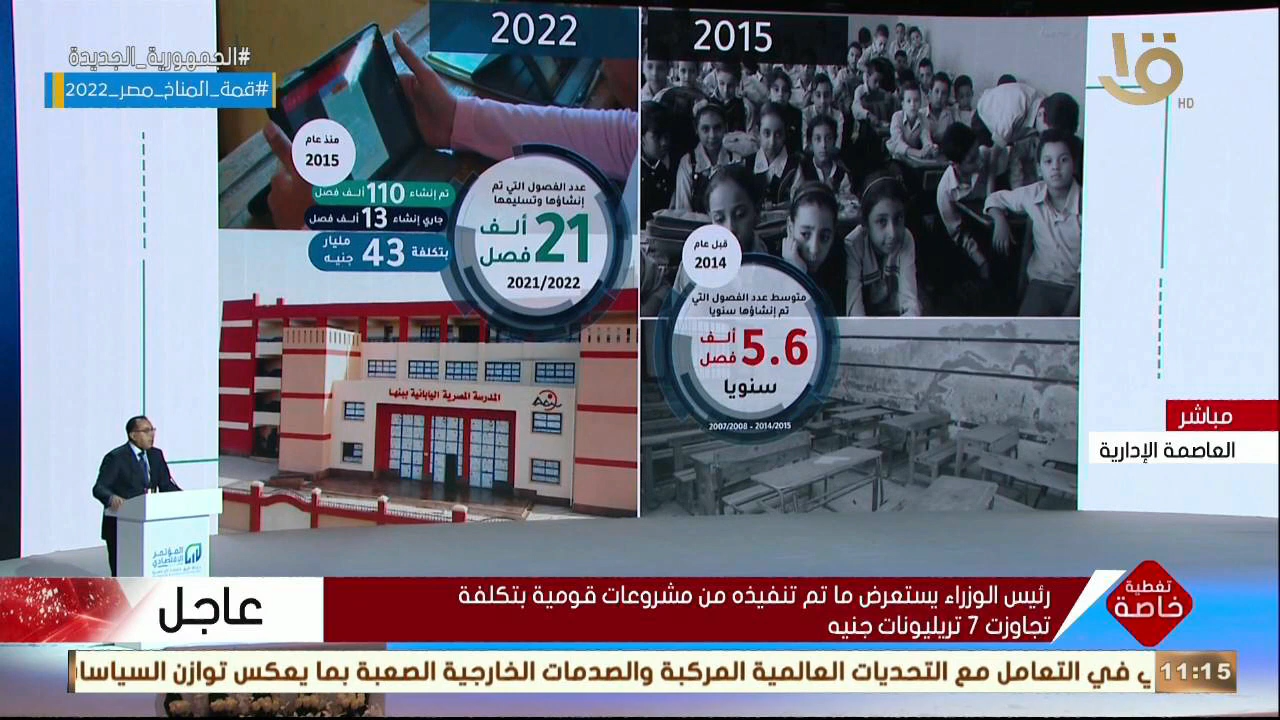 #الجمهورية_الجديدة
#قمة_المناخ_مصر_2022
HD
2022
2015
منذ عام
2015
تم إنشاء 110 ألف فصل
جاري إنشاء 13 ألف فصل
بتكلفة 43 مليار جنيه
عدد الفصول التي تم
إنشاؤها وتسليمها
21 ألف فصل
2021/2022
قبل عام
2014
متوسط عدد الفصول التي
تم إنشاؤها سنويا
5.6 ألف فصل
سنويا
2007/2008 - 2014/2015
المدرسة المصرية اليابانية ببنها
مباشر
العاصمة الإدارية
المؤتمر
الاقتصادي
تغطية
خاصة
رئيس الوزراء يستعرض ما تم تنفيذه من مشروعات قومية بتكلفة
تجاوزت 7 تريليونات جنيه
عاجل
11:15
ي في التعامل مع التحديات العالمية المركبة والصدمات الخارجية الصعبة بما يعكس توازن السياسا